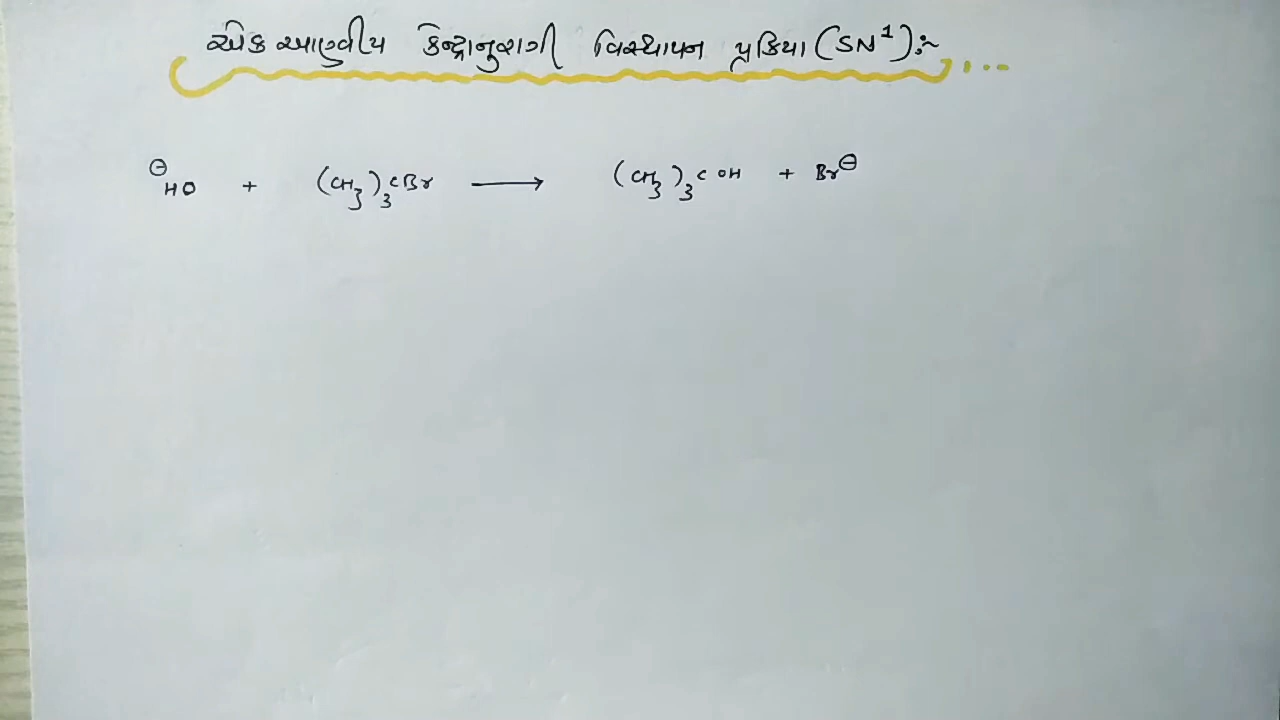 એક આણ્વીય કેન્દ્રાનુરાગી વિસ્થાપન પ્રક્રિયા (SN¹):~ ...
⊖HO + (CH₃)₃CBr ⟶ (CH₃)₃COH + Br⊖